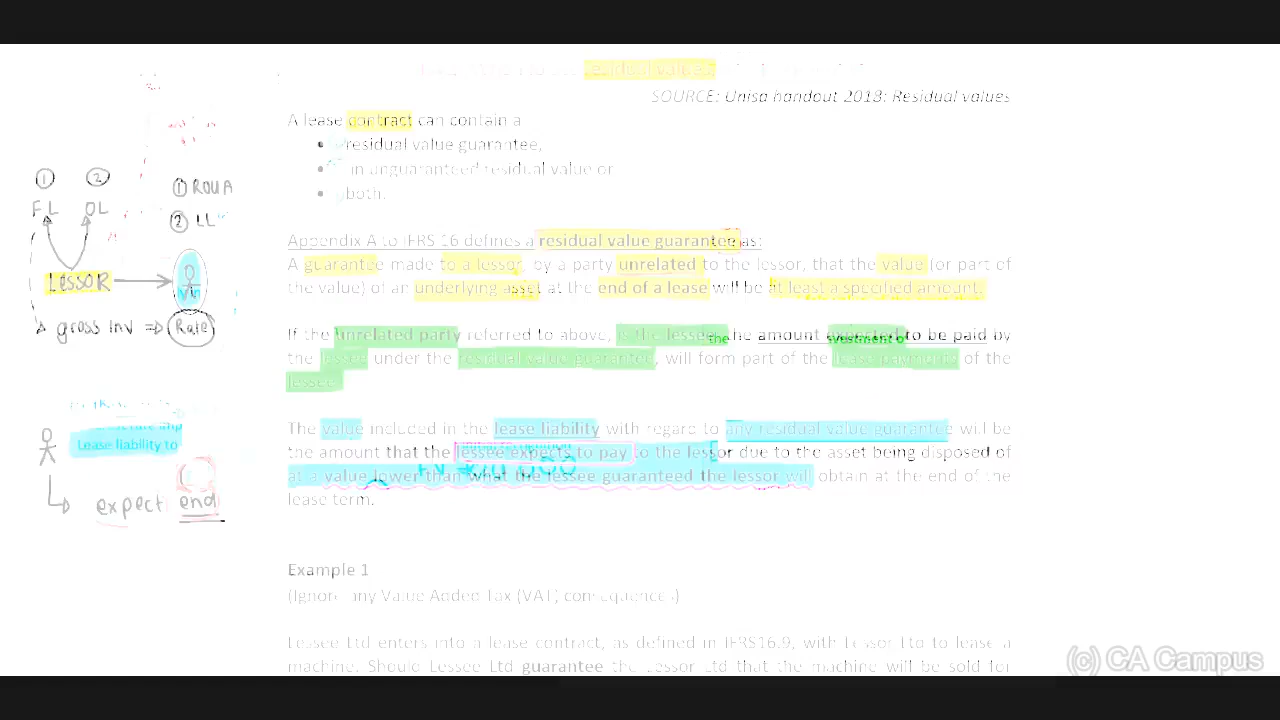 residual value
SOURCE: Unisa handout 2018: Residual values
A lease contract can contain a
• residual value guarantee,
• in unguaranteed residual value or
• both.
Appendix A to IFRS 16 defines a residual value guarantee as:
A guarantee made to a lessor, by a party unrelated to the lessor, that the value (or part of
the value) of an underlying asset at the end of a lease will be at least a specified amount.
If the unrelated party referred to above, is the lessee the amount expected to be paid by
the lessee under the residual value guarantee, will form part of the lease payments of the
lessee.
The value included in the lease liability with regard to any residual value guarantee will be
the amount that the lessee expects to pay to the lessor due to the asset being disposed of
at a value lower than what the lessee guaranteed the lessor will obtain at the end of the
lease term.
Example 1
(Ignore any Value Added Tax (VAT) consequences)
Lessee Ltd enters into a lease contract, as defined in IFRS16.9, with Lessor Ltd to lease a
machine. Should Lessee Ltd guarantee the Lessor Ltd that the machine will be sold for
1 2
FL OL
1 ROUA
2 LL
LESSOR
gross inv ⇒ Rate
Lease liability to
expect end
(c) CA Campus